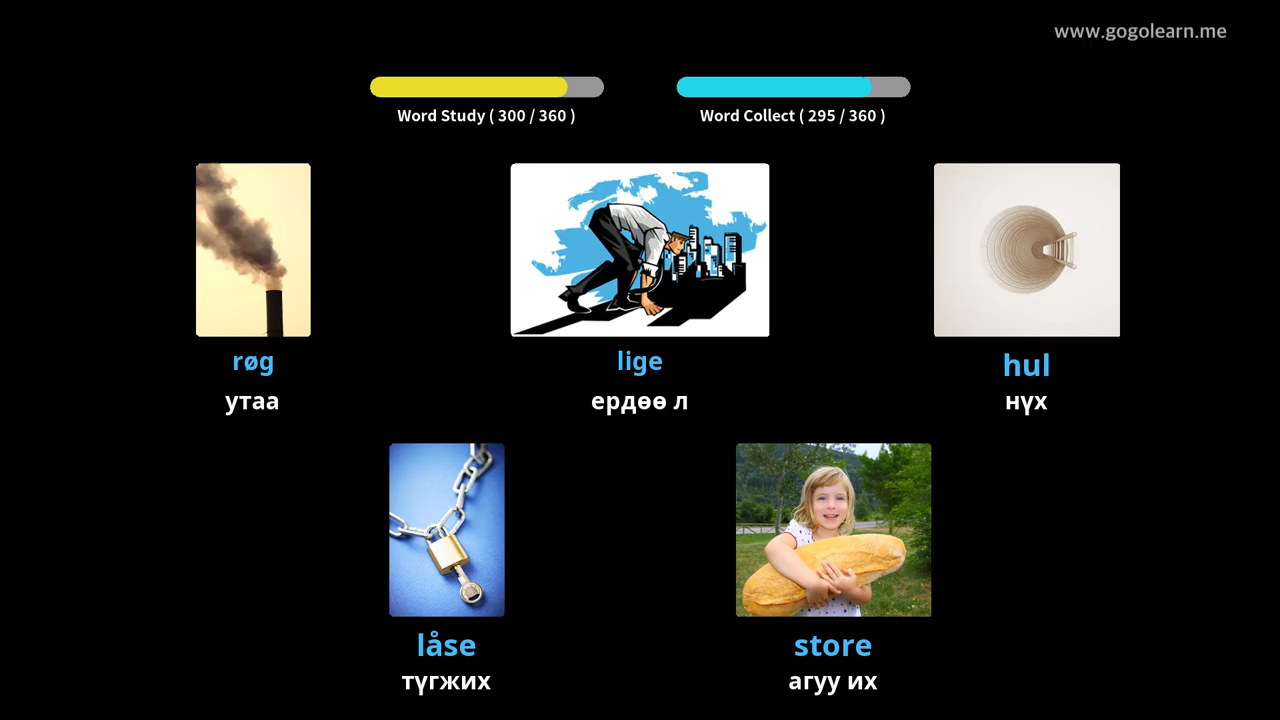 www.gogolearn.me
Word Study ( 300 / 360 )
Word Collect ( 295 / 360 )
røg
lige
hul
утаа
ердөө л
нүх
låse
store
түгжих
агуу их